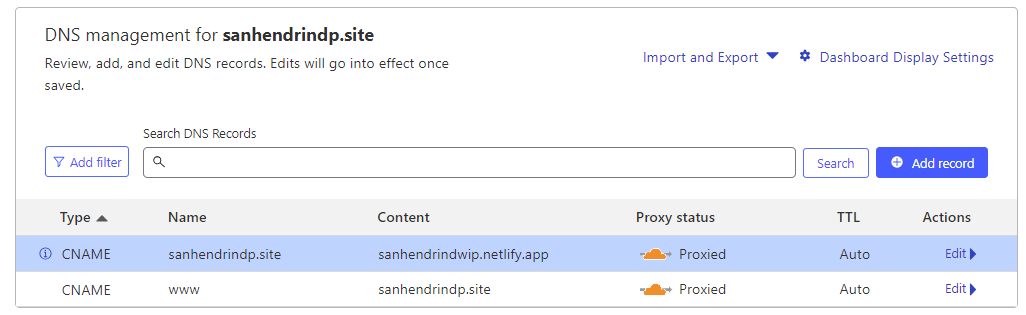 DNS management for sanhendrindp.site
Review, add, and edit DNS records. Edits will go into effect once
saved.
Import and Export
Dashboard Display Settings
Search DNS Records
Add filter
Search
Add record
Type Name Content Proxy status TTL Actions
CNAME sanhendrindp.site sanhendrindwip.netlify.app Proxied Auto Edit
CNAME www sanhendrindp.site Proxied Auto Edit